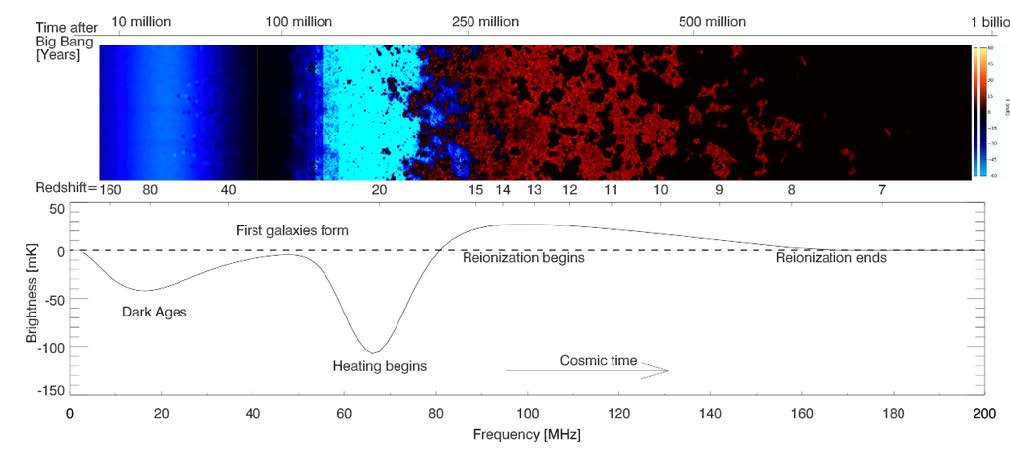 Time after
Big Bang
[Years]
10 million 100 million 250 million 500 million 1 billio
Redshift= 160 80 40 20 15 14 13 12 11 10 9 8 7
50
0
-50
-100
-150
Brightness [mK]
First galaxies form
Reionization begins
Reionization ends
Dark Ages
Heating begins
Cosmic time
0 20 40 60 80 100 120 140 160 180 200
Frequency [MHz]